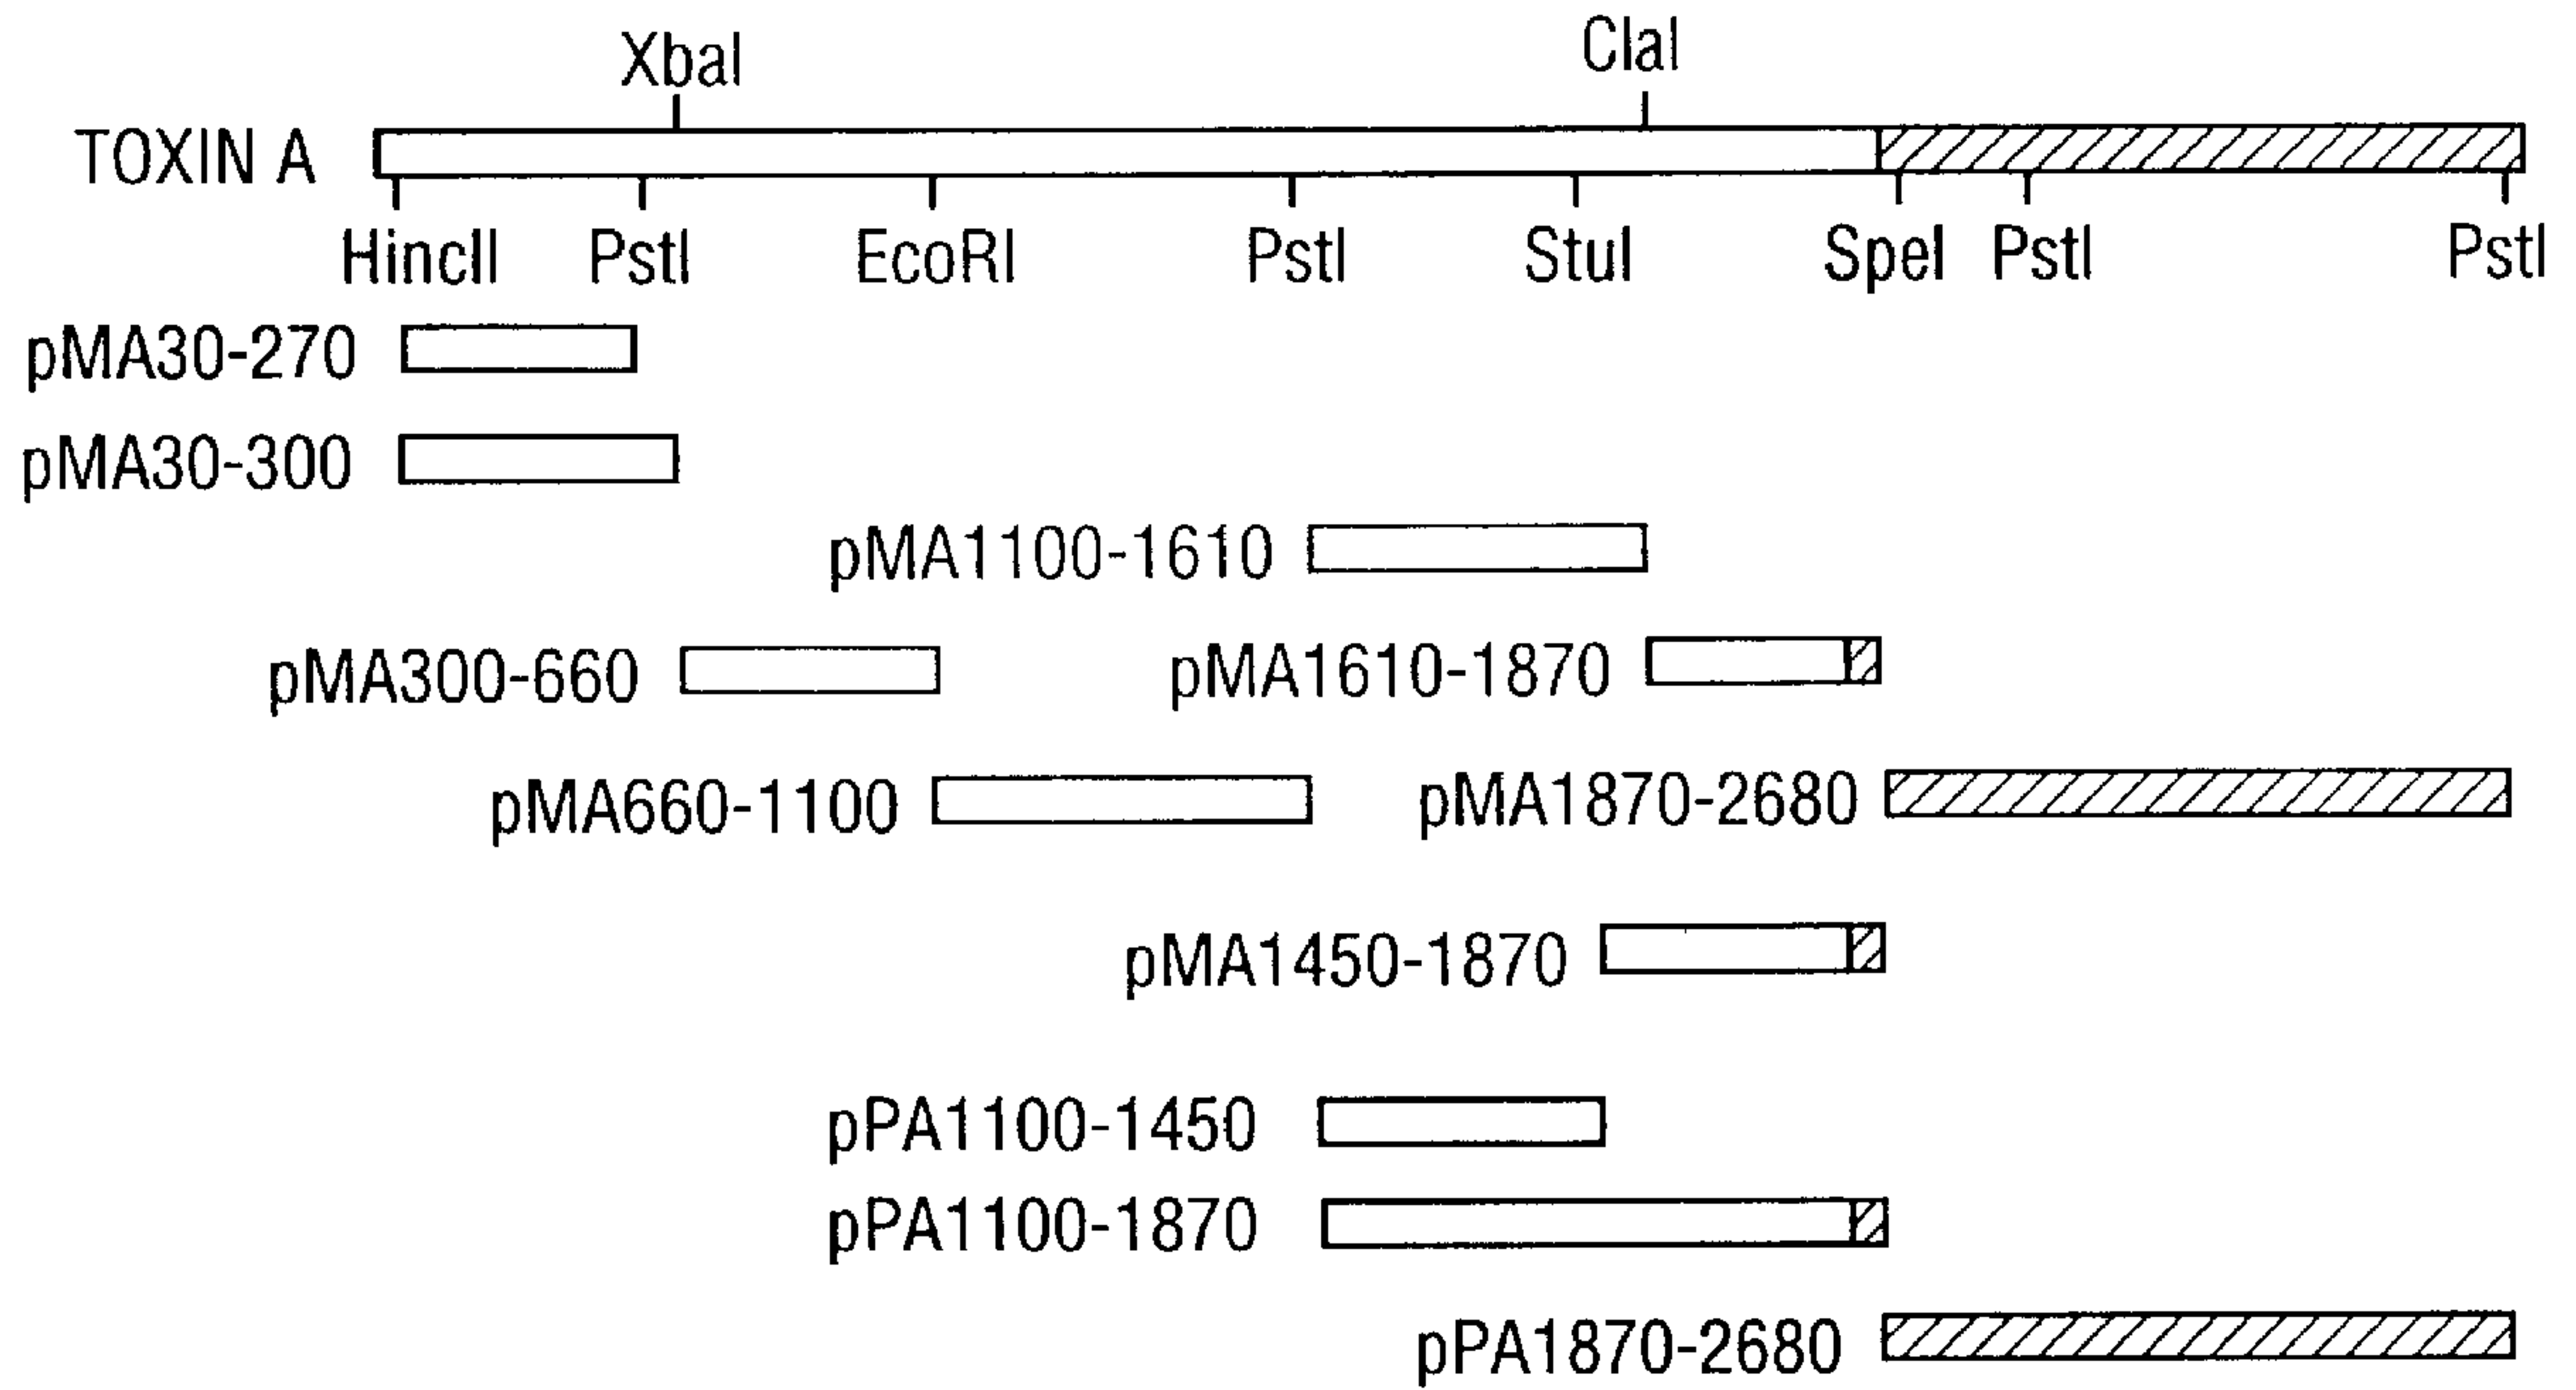 XbaI ClaI
TOXIN A
HincII PstI EcoRI PstI StuI SpeI PstI PstI
pMA30-270
pMA30-300
pMA1100-1610
pMA300-660 pMA1610-1870
pMA660-1100 pMA1870-2680
pMA1450-1870
pPA1100-1450
pPA1100-1870
pPA1870-2680